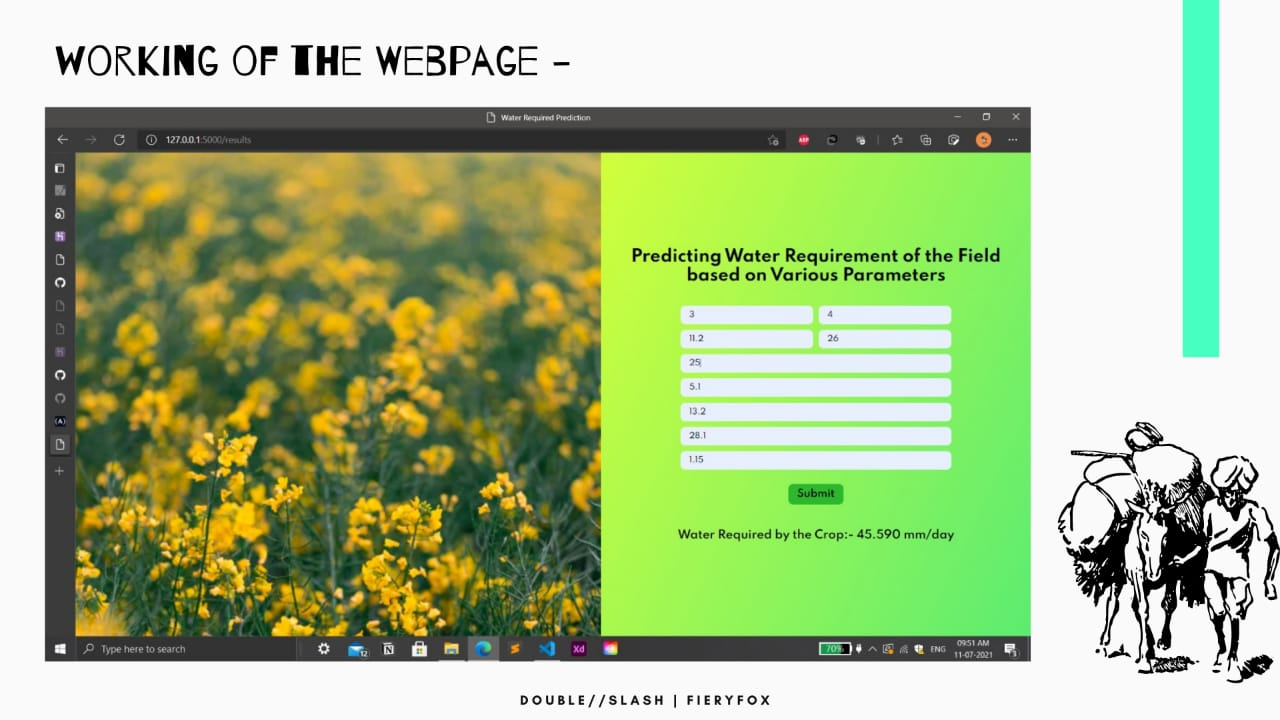 WORKING OF THE WEBPAGE -
Water Required Prediction
127.0.0.1:5000/results
ABP
Predicting Water Requirement of the Field
based on Various Parameters
3 4
11.2 26
25
5.1
13.2
28.1
1.15
Submit
Water Required by the Crop:- 45.590 mm/day
Type here to search
12
Xd
70%
ENG
09:51 AM
11-07-2021
DOUBLE//SLASH | FIERYFOX